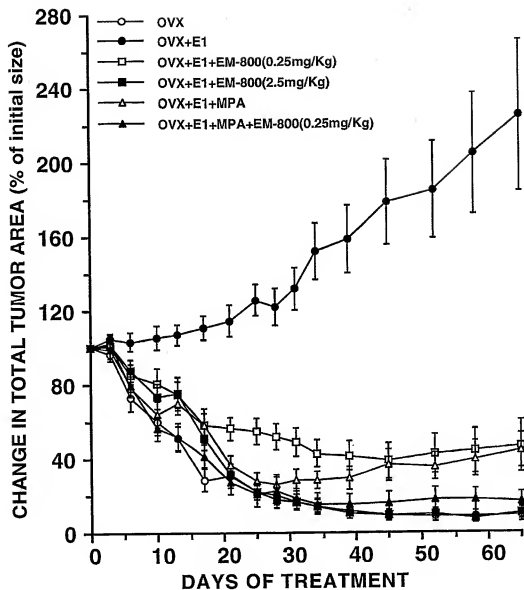 OVX
OVX+E1
OVX+E1+EM-800(0.25mg/Kg)
OVX+E1+EM-800(2.5mg/Kg)
OVX+E1+MPA
OVX+E1+MPA+EM-800(0.25mg/Kg)
CHANGE IN TOTAL TUMOR AREA (% of initial size)
280
240
200
160
120
80
40
0
0 10 20 30 40 50 60
DAYS OF TREATMENT